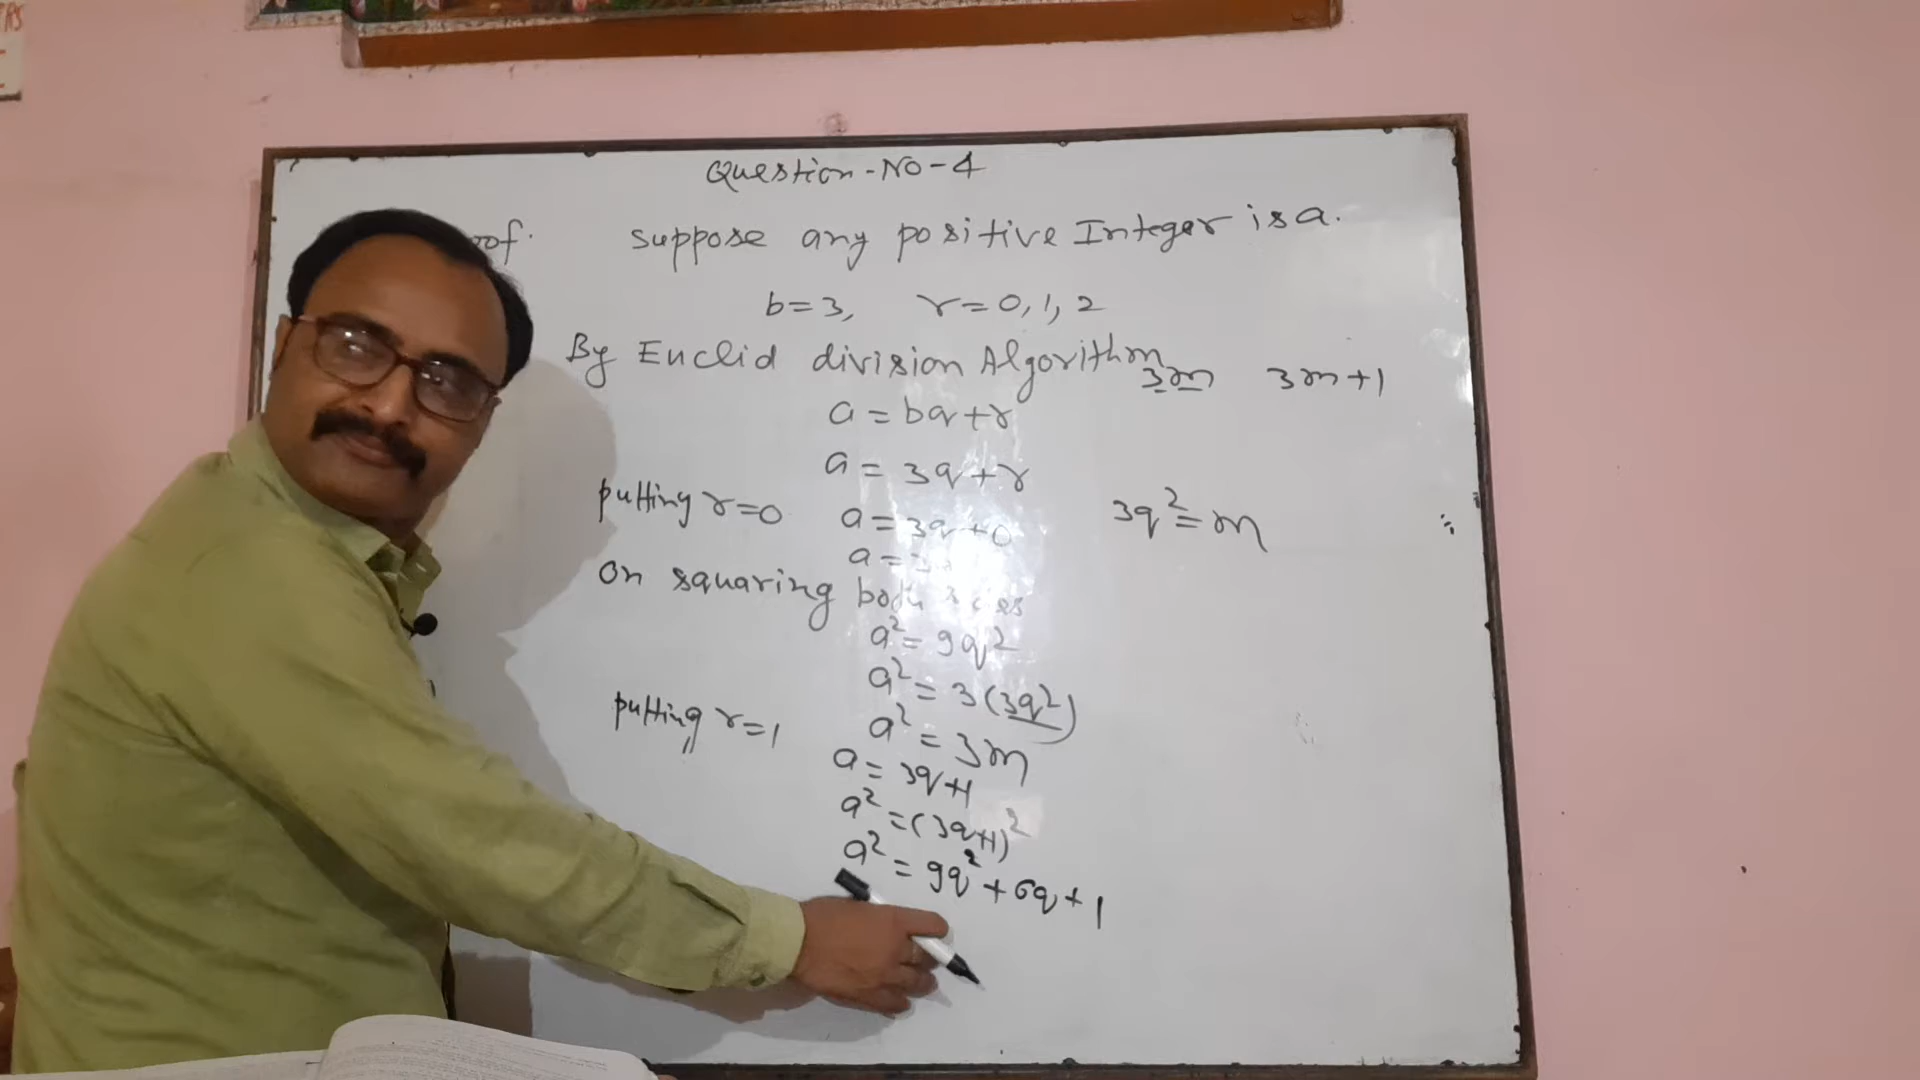 Question-No-4
oof. suppose any positive Integer is a.
b=3, r=0,1,2
By Euclid division Algorithm
3m 3m+1
a=bq+r
a=3q+r
putting r=0 a=3q+0 3q²=m
a=3
on squaring both sides
a²=9q²
a²=3(3q²)
putting r=1 a²=3m
a=3q+1
a²=(3q+1)²
a²=9q²+6q+1